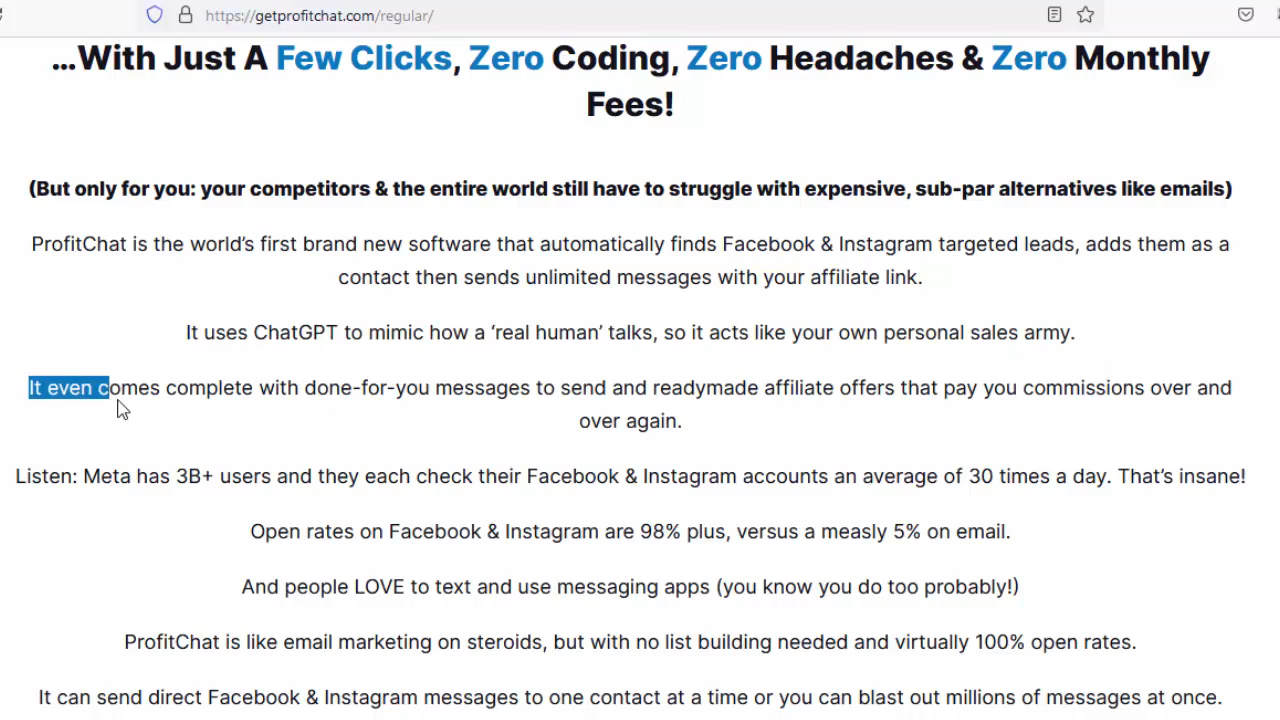 https://getprofitchat.com/regular/
...With Just A Few Clicks, Zero Coding, Zero Headaches & Zero Monthly
Fees!
(But only for you: your competitors & the entire world still have to struggle with expensive, sub-par alternatives like emails)
ProfitChat is the world’s first brand new software that automatically finds Facebook & Instagram targeted leads, adds them as a
contact then sends unlimited messages with your affiliate link.
It uses ChatGPT to mimic how a ‘real human’ talks, so it acts like your own personal sales army.
It even comes complete with done-for-you messages to send and readymade affiliate offers that pay you commissions over and
over again.
Listen: Meta has 3B+ users and they each check their Facebook & Instagram accounts an average of 30 times a day. That’s insane!
Open rates on Facebook & Instagram are 98% plus, versus a measly 5% on email.
And people LOVE to text and use messaging apps (you know you do too probably!)
ProfitChat is like email marketing on steroids, but with no list building needed and virtually 100% open rates.
It can send direct Facebook & Instagram messages to one contact at a time or you can blast out millions of messages at once.